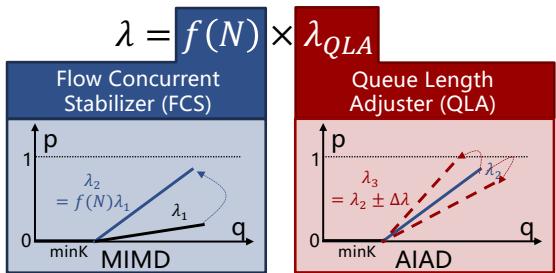 λ = f(N) × λ_QLA
Flow Concurrent
Stabilizer (FCS)
p
1
λ₂
= f(N)λ₁
λ₁
0
minK
q
MIMD
Queue Length
Adjuster (QLA)
p
1
λ₃
= λ₂ ± Δλ
λ₂
0
minK
q
AIAD